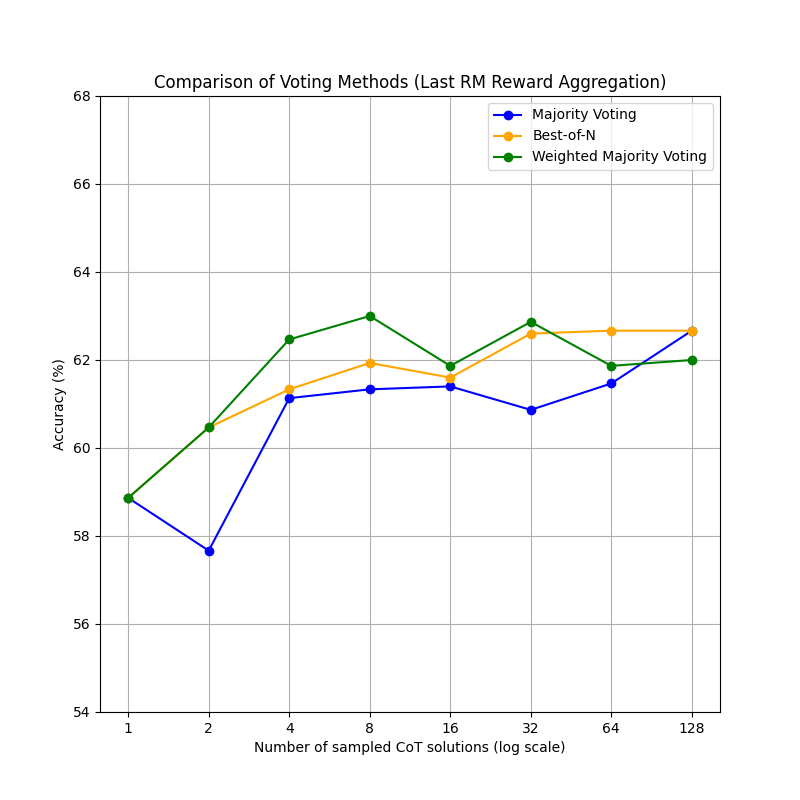 Comparison of Voting Methods (Last RM Reward Aggregation)
Majority Voting
Best-of-N
Weighted Majority Voting
Accuracy (%)
68
66
64
62
60
58
56
54
1 2 4 8 16 32 64 128
Number of sampled CoT solutions (log scale)